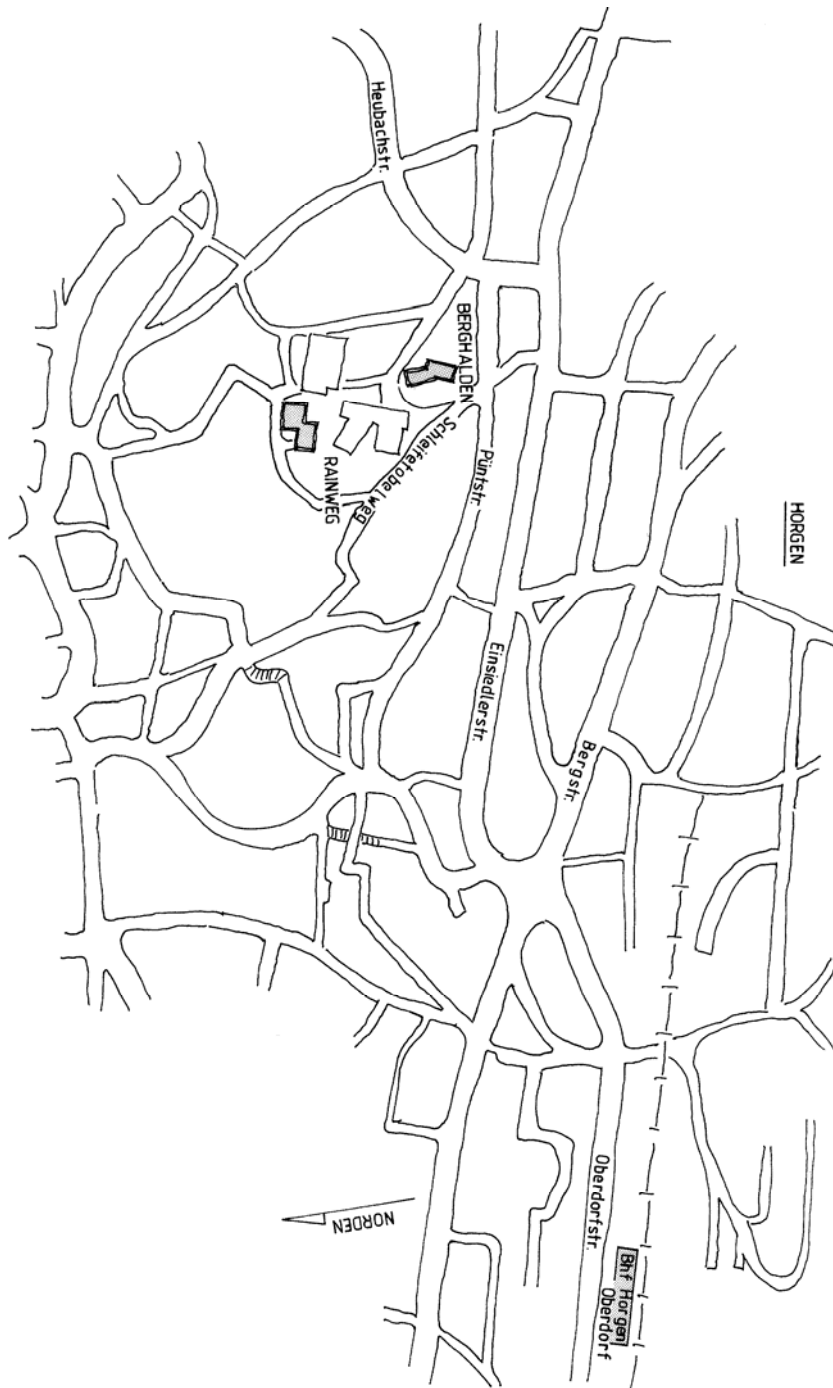 HORGEN
Heubachstr.
BERGHALDEN
Schleifetobelweg
RAINWEG
Püntstr.
Einsiedlerstr.
Bergstr.
Oberdorfstr.
Bhf Horgen
Oberdorf
NORDEN